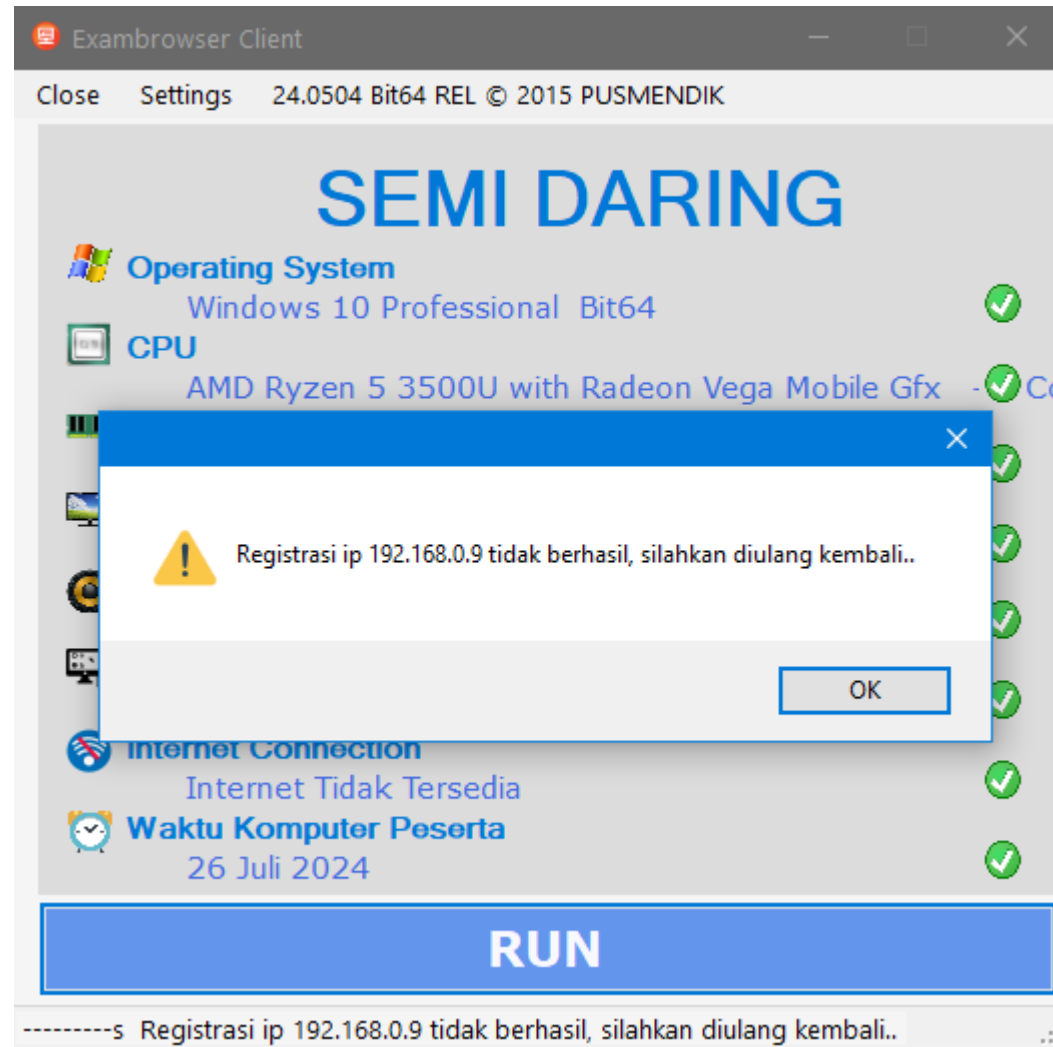 Exambrowser Client
Close Settings 24.0504 Bit64 REL © 2015 PUSMENDIK
SEMI DARING
Operating System
Windows 10 Professional Bit64
CPU
AMD Ryzen 5 3500U with Radeon Vega Mobile Gfx -
Registrasi ip 192.168.0.9 tidak berhasil, silahkan diulang kembali..
OK
Internet Connection
Internet Tidak Tersedia
Waktu Komputer Peserta
26 Juli 2024
RUN
---------s Registrasi ip 192.168.0.9 tidak berhasil, silahkan diulang kembali..